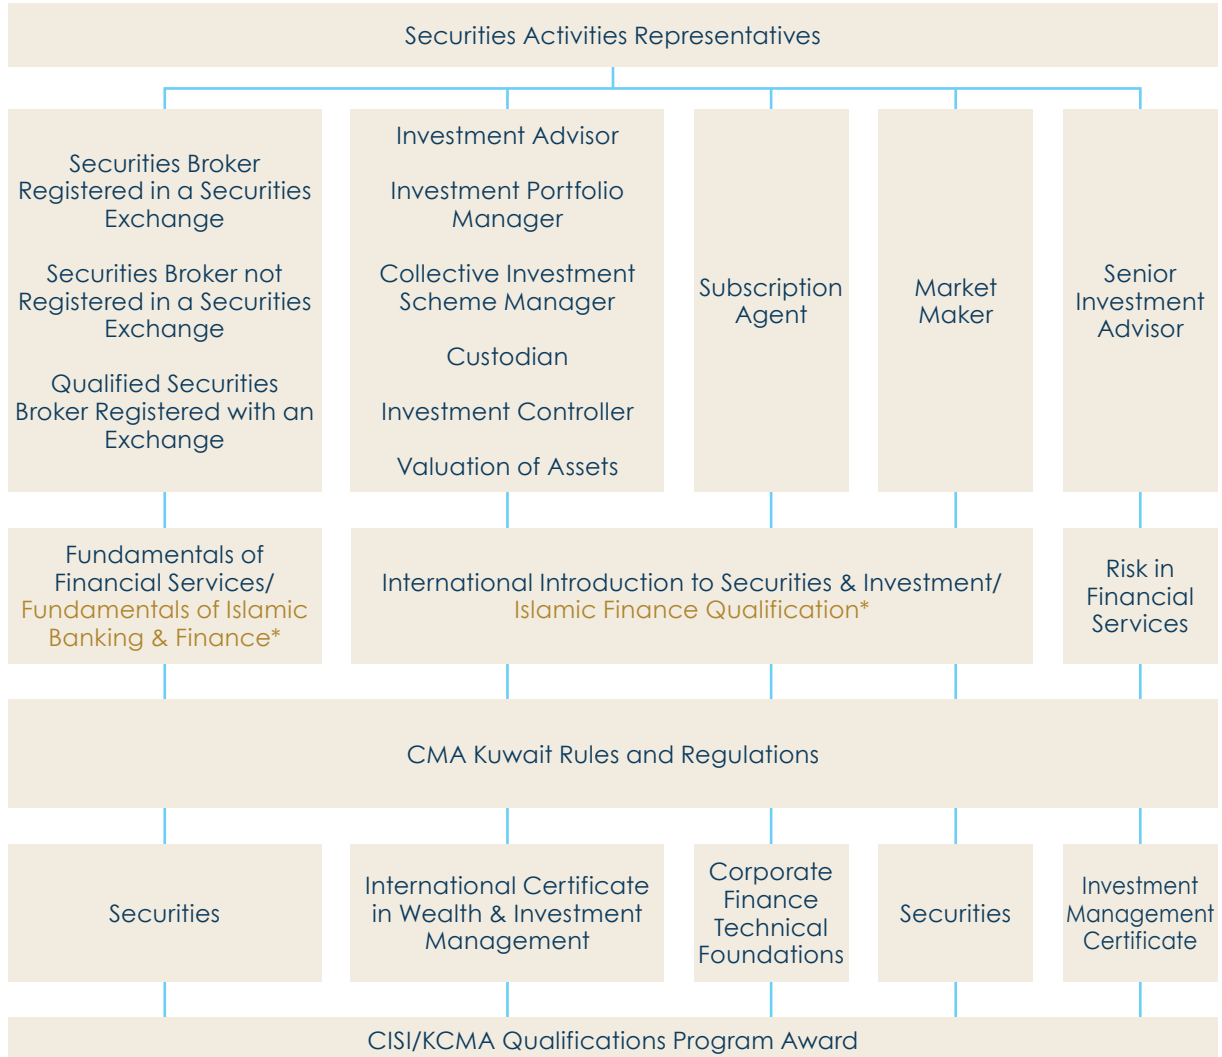 Securities Activities Representatives
Securities Broker
Registered in a Securities
Exchange
Securities Broker not
Registered in a Securities
Exchange
Qualified Securities
Broker Registered with an
Exchange
Investment Advisor
Investment Portfolio
Manager
Collective Investment
Scheme Manager
Custodian
Investment Controller
Valuation of Assets
Subscription
Agent
Market
Maker
Senior
Investment
Advisor
Fundamentals of
Financial Services/
Fundamentals of Islamic
Banking & Finance*
International Introduction to Securities & Investment/
Islamic Finance Qualification*
Risk in
Financial
Services
CMA Kuwait Rules and Regulations
Securities
International Certificate
in Wealth & Investment
Management
Corporate
Finance
Technical
Foundations
Securities
Investment
Management
Certificate
CISI/KCMA Qualifications Program Award